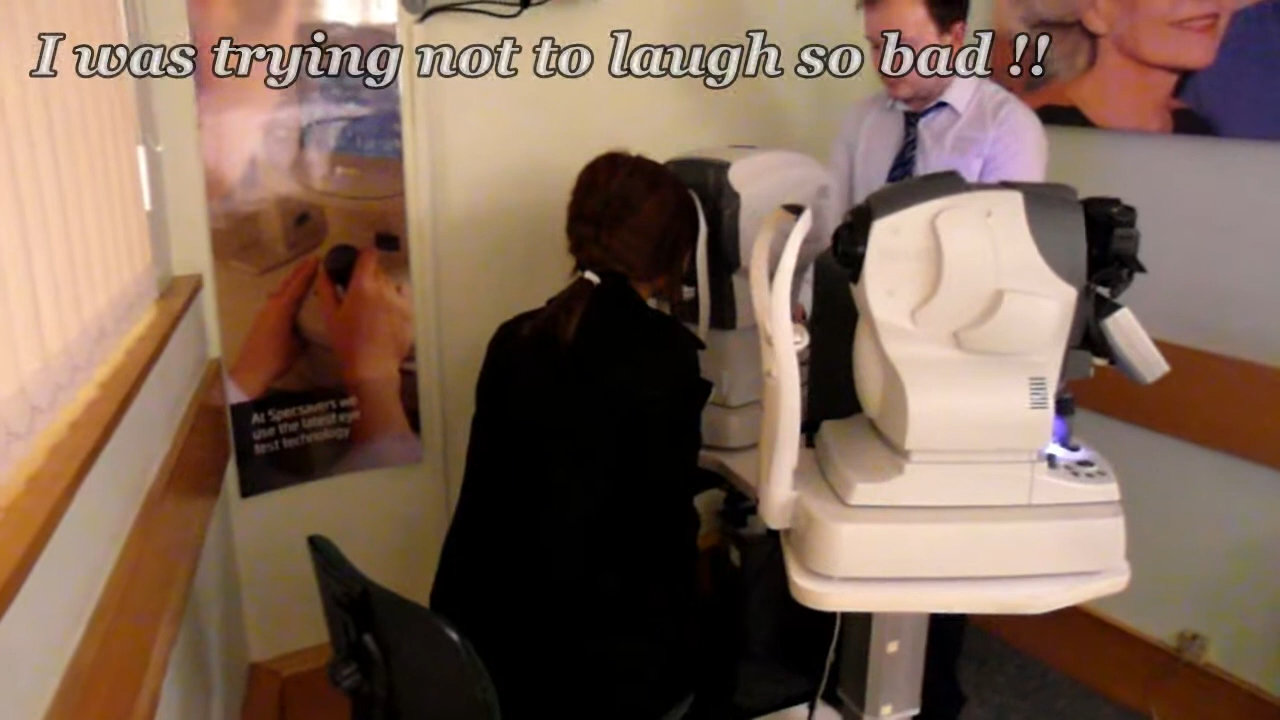 I was trying not to laugh so bad !!
At Specsavers we
use the latest eye
test technology